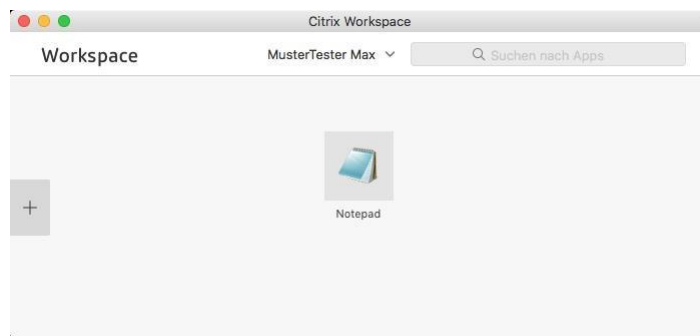 Citrix Workspace
Workspace
MusterTester Max
Suchen nach Apps
Notepad